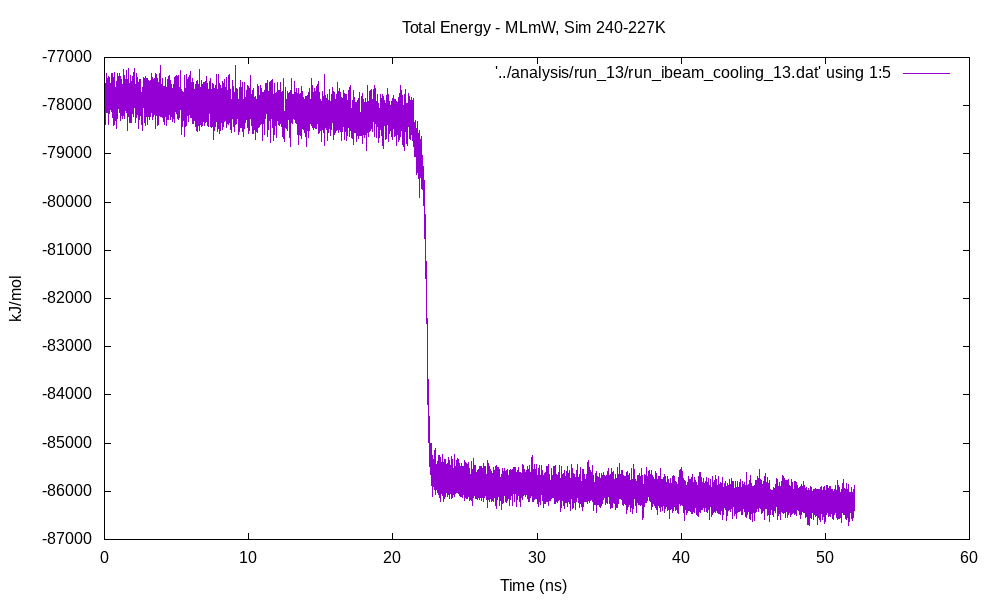 Total Energy - MLmW, Sim 240-227K
'../analysis/run_13/run_ibeam_cooling_13.dat' using 1:5
-77000
-78000
-79000
-80000
-81000
-82000
-83000
-84000
-85000
-86000
-87000
kJ/mol
0 10 20 30 40 50 60
Time (ns)